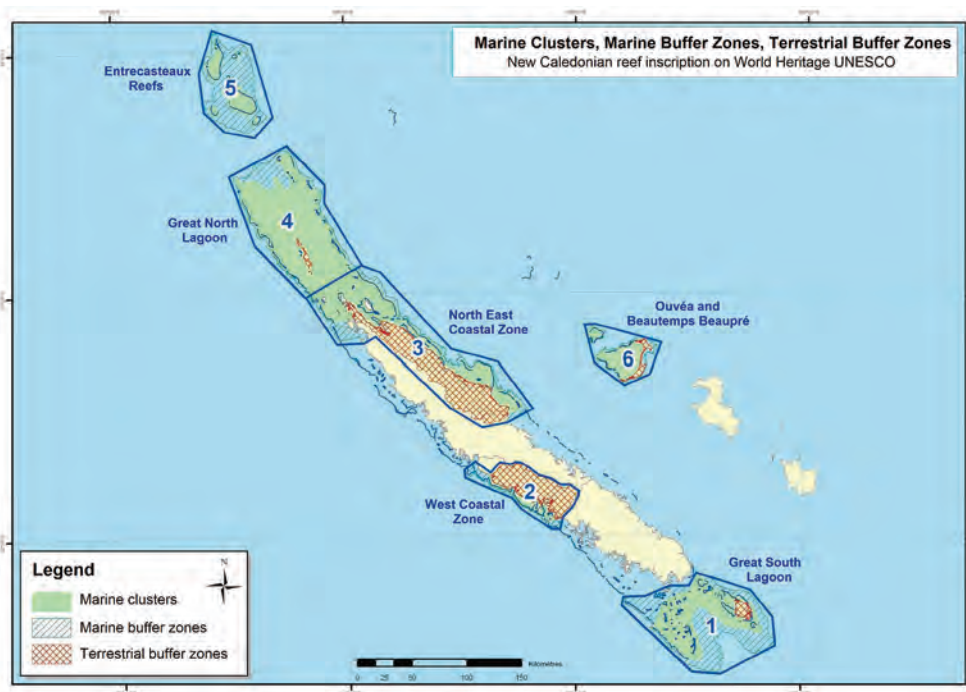 Marine Clusters, Marine Buffer Zones, Terrestrial Buffer Zones
New Caledonian reef inscription on World Heritage UNESCO
Entrecasteaux
Reefs
5
Great North
Lagoon
4
North East
Coastal Zone
3
Ouvéa and
Beautemps Beaupré
6
2
West Coastal
Zone
Great South
Lagoon
1
Legend
N
Marine clusters
Marine buffer zones
Terrestrial buffer zones
Kilometres
0 25 50 100 150